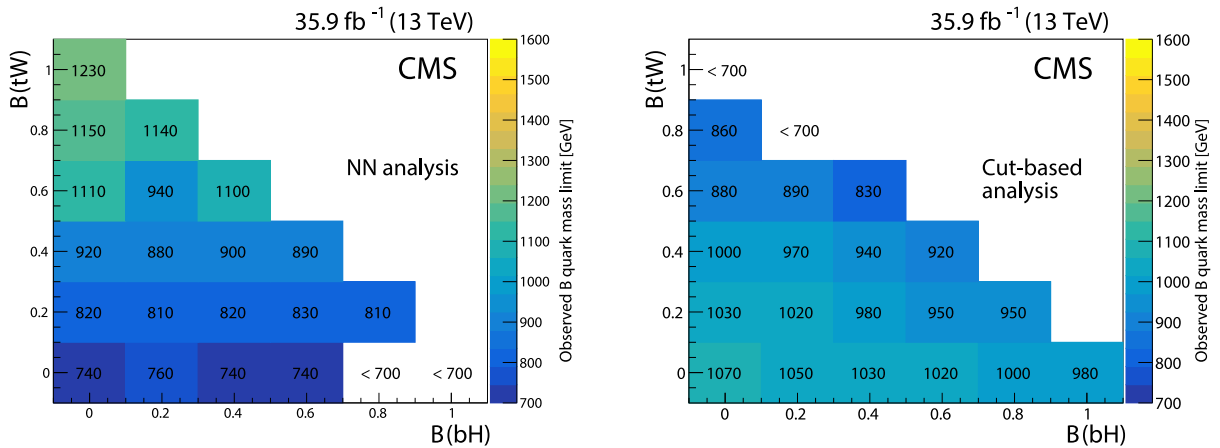 35.9 fb⁻¹ (13 TeV)
B(tW)
CMS
NN analysis
1 1230
0.8 1150 1140
0.6 1110 940 1100
0.4 920 880 900 890
0.2 820 810 820 830 810
0 740 760 740 740 < 700 < 700
0 0.2 0.4 0.6 0.8 1
B(bH)
1600
1500
1400
1300
1200
1100
1000
900
800
700
Observed B quark mass limit [GeV]
35.9 fb⁻¹ (13 TeV)
B(tW)
CMS
Cut-based
analysis
1 < 700
0.8 860 < 700
0.6 880 890 830
0.4 1000 970 940 920
0.2 1030 1020 980 950 950
0 1070 1050 1030 1020 1000 980
0 0.2 0.4 0.6 0.8 1
B(bH)
1600
1500
1400
1300
1200
1100
1000
900
800
700
Observed B quark mass limit [GeV]